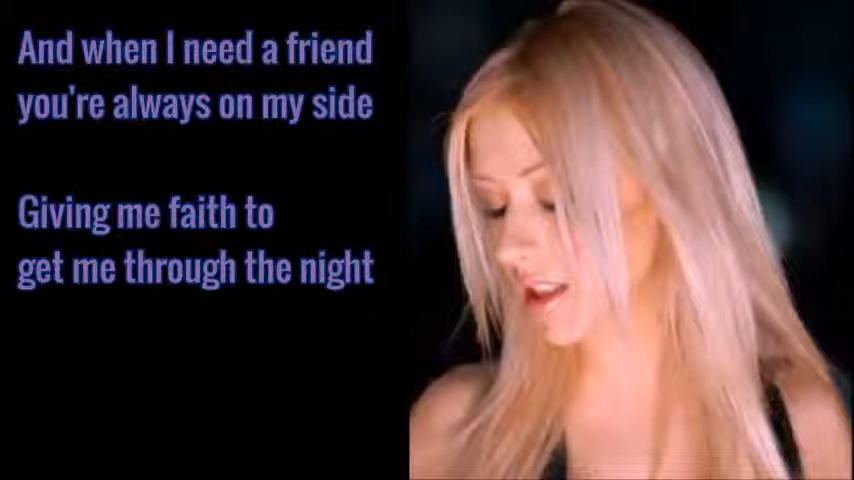 And when I need a friend
you're always on my side
Giving me faith to
get me through the night